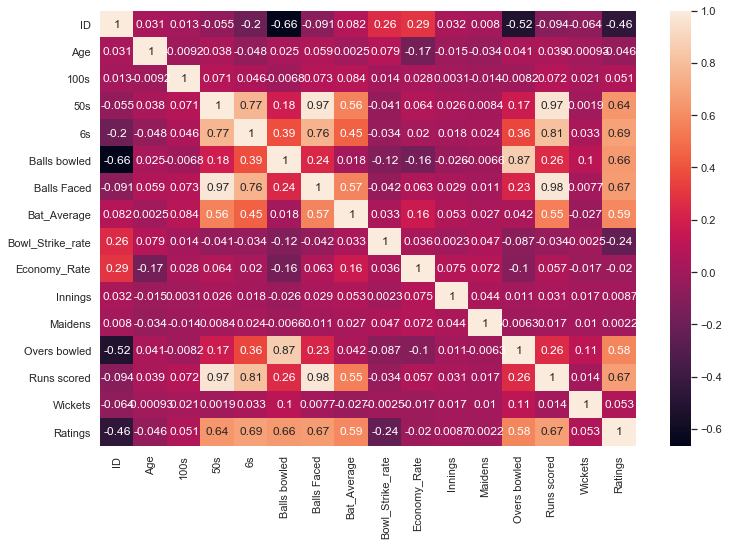 ID 1 0.031 0.013 -0.055 -0.2 -0.66 -0.091 0.082 0.26 0.29 0.032 0.008 -0.52 -0.094 -0.064 -0.46
Age 0.031 1 -0.0092 0.038 -0.048 0.025 0.059 0.0025 0.079 -0.17 -0.015 -0.034 0.041 0.039 -0.00093 -0.046
100s 0.013 -0.0092 1 0.071 0.046 -0.0068 0.073 0.084 0.014 0.028 0.0031 -0.014 -0.0082 0.072 0.021 0.051
50s -0.055 0.038 0.071 1 0.77 0.18 0.97 0.56 -0.041 0.064 0.026 0.0084 0.17 0.97 0.0019 0.64
6s -0.2 -0.048 0.046 0.77 1 0.39 0.76 0.45 -0.034 0.02 0.018 0.024 0.36 0.81 0.033 0.69
Balls bowled -0.66 0.025 -0.0068 0.18 0.39 1 0.24 0.018 -0.12 -0.16 -0.026 -0.0066 0.87 0.26 0.1 0.66
Balls Faced -0.091 0.059 0.073 0.97 0.76 0.24 1 0.57 -0.042 0.063 0.029 0.011 0.23 0.98 0.0077 0.67
Bat_Average 0.082 0.0025 0.084 0.56 0.45 0.018 0.57 1 0.033 0.16 0.053 0.027 0.042 0.55 -0.027 0.59
Bowl_Strike_rate 0.26 0.079 0.014 -0.041 -0.034 -0.12 -0.042 0.033 1 0.036 0.0023 0.047 -0.087 -0.034 -0.0025 -0.24
Economy_Rate 0.29 -0.17 0.028 0.064 0.02 -0.16 0.063 0.16 0.036 1 0.075 0.072 -0.1 0.057 -0.017 -0.02
Innings 0.032 -0.015 0.0031 0.026 0.018 -0.026 0.029 0.053 0.0023 0.075 1 0.044 0.011 0.031 0.017 0.0087
Maidens 0.008 -0.034 -0.014 0.0084 0.024 -0.0066 0.011 0.027 0.047 0.072 0.044 1 -0.0063 0.017 0.01 0.0022
Overs bowled -0.52 0.041 -0.0082 0.17 0.36 0.87 0.23 0.042 -0.087 -0.1 0.011 -0.0063 1 0.26 0.11 0.58
Runs scored -0.094 0.039 0.072 0.97 0.81 0.26 0.98 0.55 -0.034 0.057 0.031 0.017 0.26 1 0.014 0.67
Wickets -0.064 -0.00093 0.021 0.0019 0.033 0.1 0.0077 -0.027 -0.0025 -0.017 0.017 0.01 0.11 0.014 1 0.053
Ratings -0.46 -0.046 0.051 0.64 0.69 0.66 0.67 0.59 -0.24 -0.02 0.0087 0.0022 0.58 0.67 0.053 1
ID Age 100s 50s 6s Balls bowled Balls Faced Bat_Average Bowl_Strike_rate Economy_Rate Innings Maidens Overs bowled Runs scored Wickets Ratings
1.0
0.8
0.6
0.4
0.2
0.0
-0.2
-0.4
-0.6